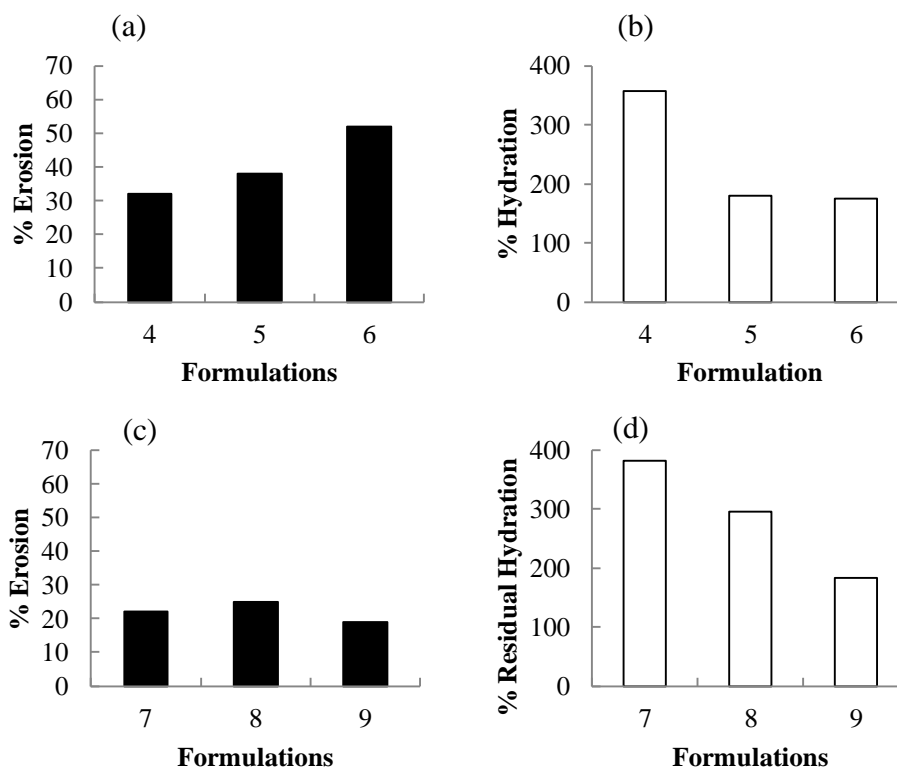 (a)
% Erosion
70
60
50
40
30
20
10
0
4 5 6
Formulations
(b)
% Hydration
400
300
200
100
0
4 5 6
Formulation
(c)
% Erosion
70
60
50
40
30
20
10
0
7 8 9
Formulations
(d)
% Residual Hydration
400
300
200
100
0
7 8 9
Formulations